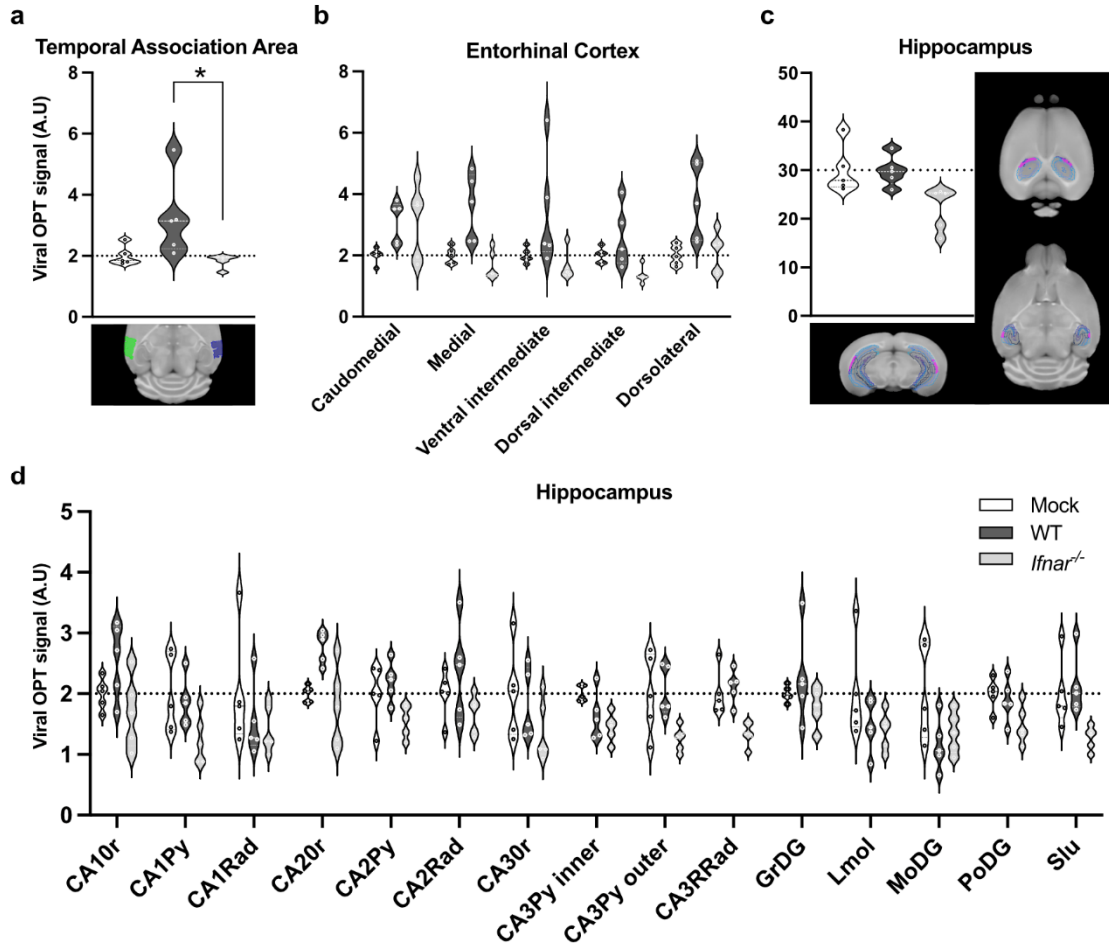 a
Temporal Association Area
Viral OPT signal (A.U)
8
6
4
2
0
*
b
Entorhinal Cortex
8
6
4
2
0
Caudomedial
Medial
Ventral intermediate
Dorsal intermediate
Dorsolateral
c
Hippocampus
50
40
30
20
10
0
d
Hippocampus
Viral OPT signal (A.U)
5
4
3
2
1
0
Mock
WT
Ifnar-/-
CA10r
CA1Py
CA1Rad
CA20r
CA2Py
CA2Rad
CA30r
CA3Py inner
CA3Py outer
CA3RRad
GrDG
Lmol
MoDG
PoDG
Slu